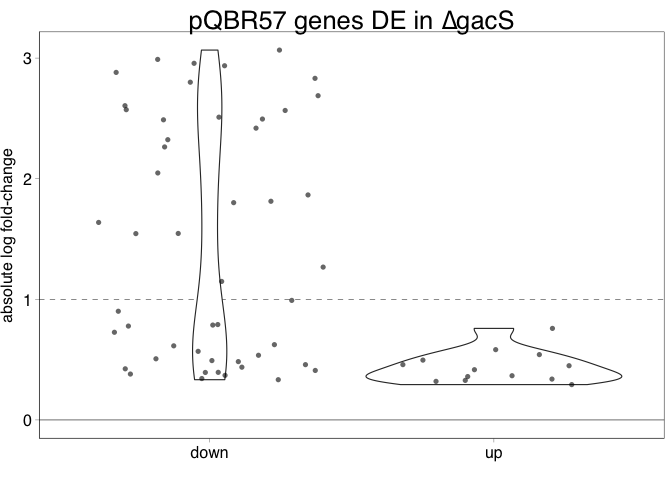 pQBR57 genes DE in ΔgacS
absolute log fold-change
3
2
1
0
down
up